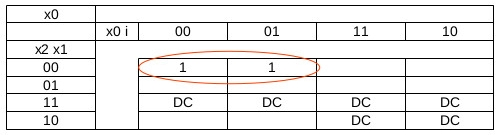 x0
x0 i 00 01 11 10
x2 x1
00 1 1
01
11 DC DC DC DC
10 DC DC